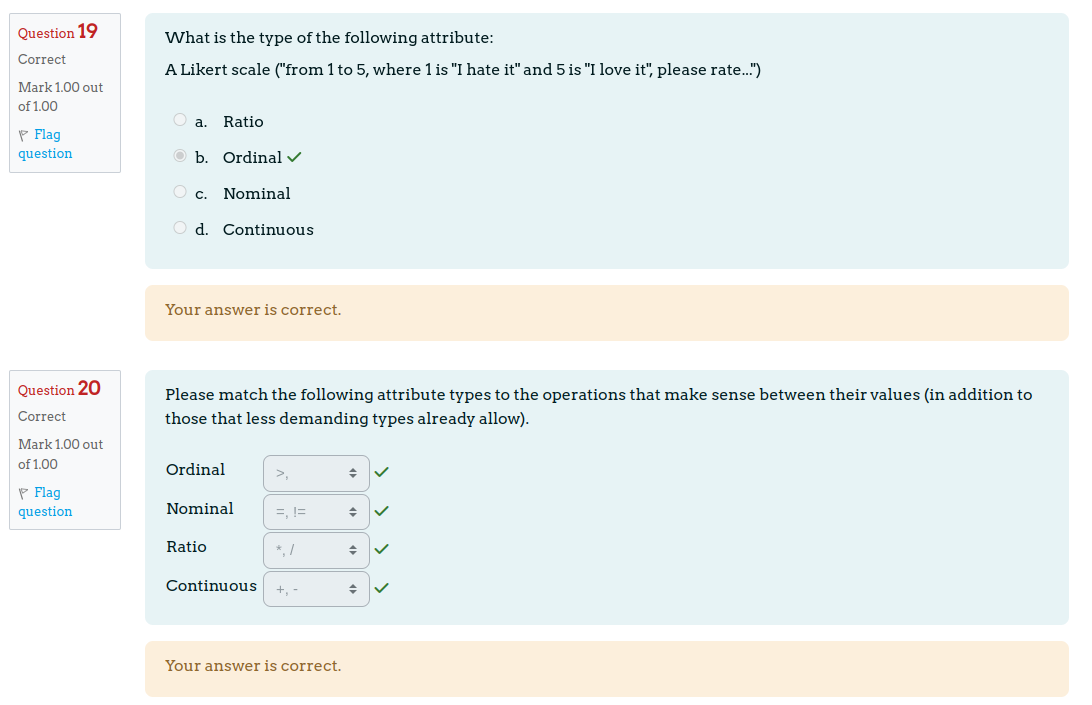 Question 19
Correct
Mark 1.00 out
of 1.00
Flag
question
What is the type of the following attribute:
A Likert scale ("from 1 to 5, where 1 is "I hate it" and 5 is "I love it", please rate...")
a. Ratio
b. Ordinal
c. Nominal
d. Continuous
Your answer is correct.
Question 20
Correct
Mark 1.00 out
of 1.00
Flag
question
Please match the following attribute types to the operations that make sense between their values (in addition to
those that less demanding types already allow).
Ordinal >,
Nominal =, !=
Ratio *, /
Continuous +, -
Your answer is correct.